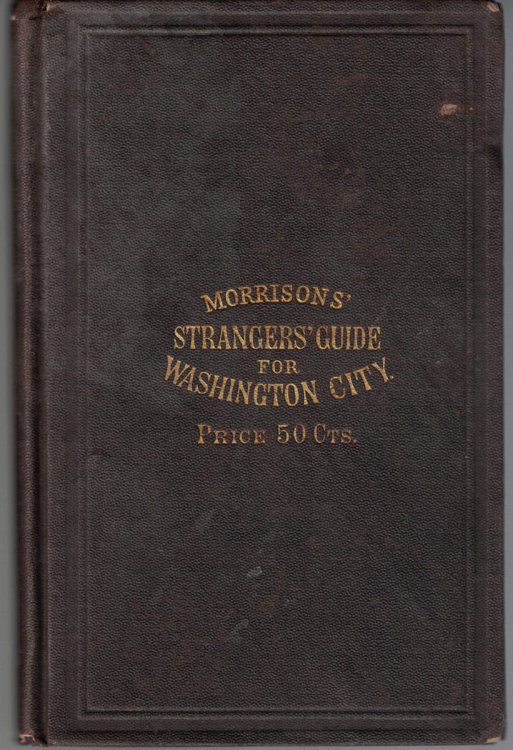 MORRISONS'
STRANGERS' GUIDE
FOR
WASHINGTON CITY.
PRICE 50 CTS.